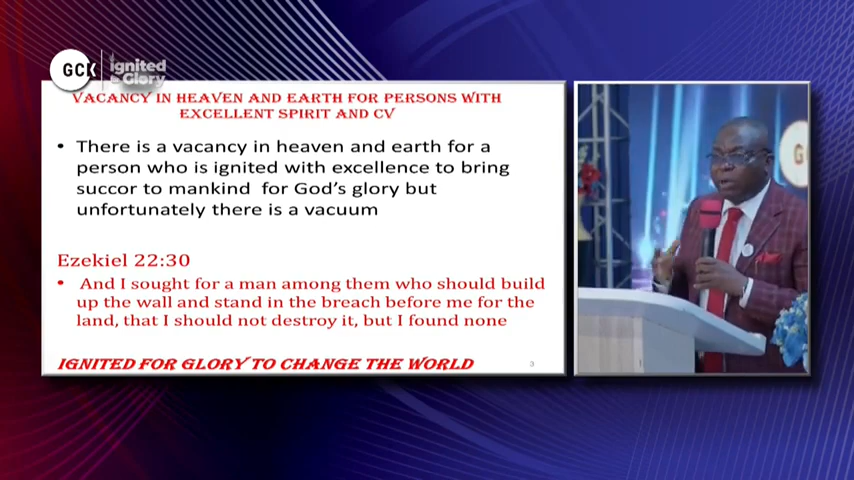 GCK
Ignited
for Glory
VACANCY IN HEAVEN AND EARTH FOR PERSONS WITH
EXCELLENT SPIRIT AND CV
• There is a vacancy in heaven and earth for a
person who is ignited with excellence to bring
succor to mankind for God's glory but
unfortunately there is a vacuum
Ezekiel 22:30
• And I sought for a man among them who should build
up the wall and stand in the breach before me for the
land, that I should not destroy it, but I found none
IGNITED FOR GLORY TO CHANGE THE WORLD
3
G